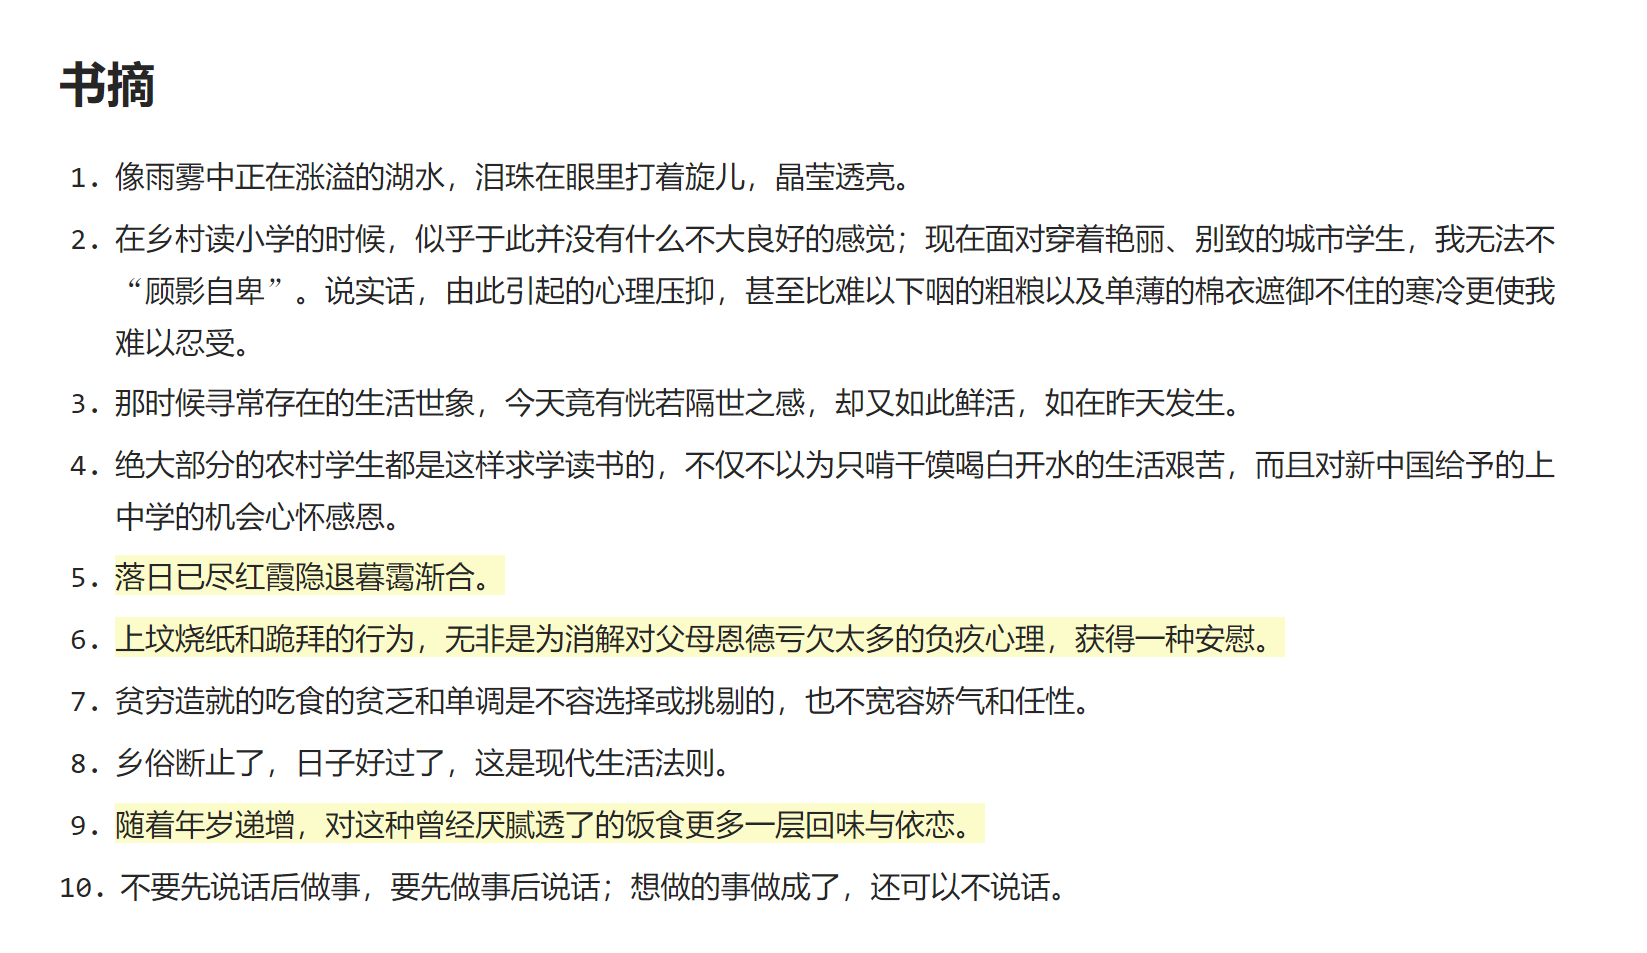 书摘
1. 像雨雾中正在涨溢的湖水，泪珠在眼里打着旋儿，晶莹透亮。
2. 在乡村读小学的时候，似乎于此并没有什么不大良好的感觉；现在面对穿着艳丽、别致的城市学生，我无法不
“顾影自卑”。说实话，由此引起的心理压抑，甚至比难以下咽的粗粮以及单薄的棉衣遮御不住的寒冷更使我
难以忍受。
3. 那时候寻常存在的生活世象，今天竟有恍若隔世之感，却又如此鲜活，如在昨天发生。
4. 绝大部分的农村学生都是这样求学读书的，不仅不以为只啃干馍喝白开水的生活艰苦，而且对新中国给予的上
中学的机会心怀感恩。
5. 落日已尽红霞隐退暮霭渐合。
6. 上坟烧纸和跪拜的行为，无非是为消解对父母恩德亏欠太多的负疚心理，获得一种安慰。
7. 贫穷造就的吃食的贫乏和单调是不容选择或挑剔的，也不宽容娇气和任性。
8. 乡俗断止了，日子好过了，这是现代生活法则。
9. 随着年岁递增，对这种曾经厌腻透了的饭食更多一层回味与依恋。
10. 不要先说话后做事，要先做事后说话；想做的事做成了，还可以不说话。